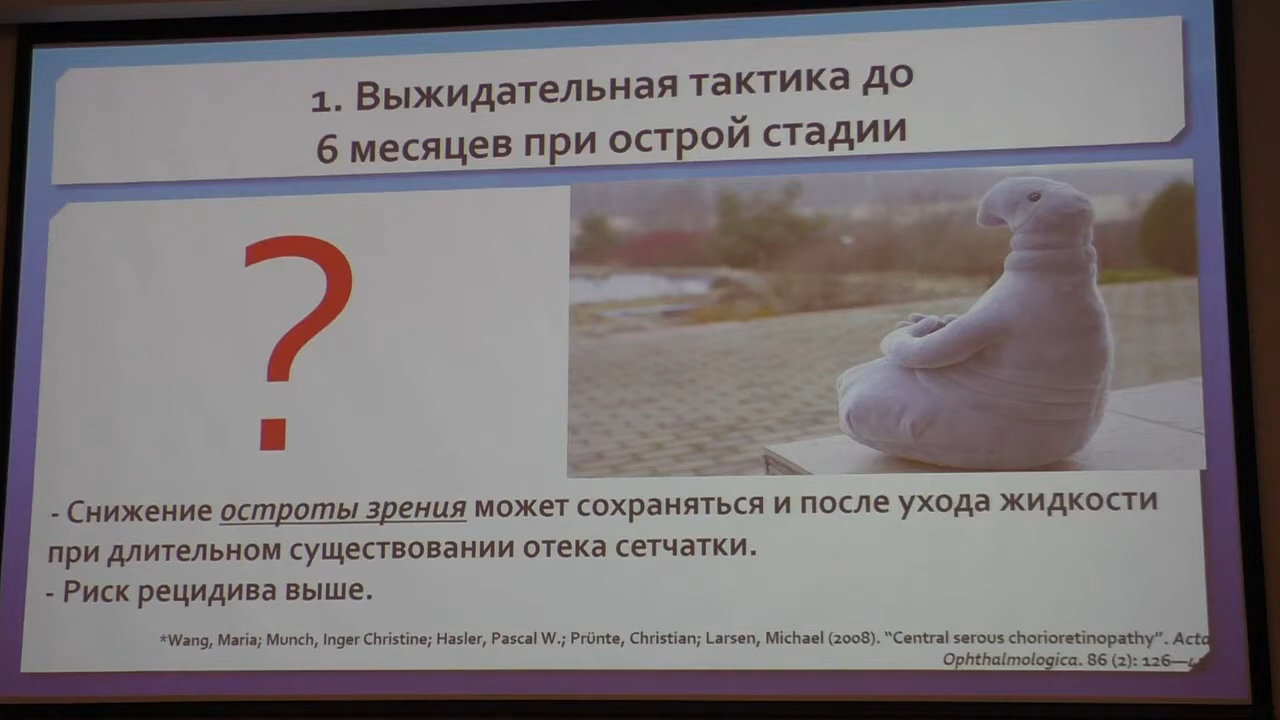 1. Выжидательная тактика до
6 месяцев при острой стадии
?
- Снижение остроты зрения может сохраняться и после ухода жидкости
при длительном существовании отека сетчатки.
- Риск рецидива выше.
*Wang, Maria; Munch, Inger Christine; Hasler, Pascal W.; Prünte, Christian; Larsen, Michael (2008). "Central serous chorioretinopathy". Acta
Ophthalmologica. 86 (2): 126—